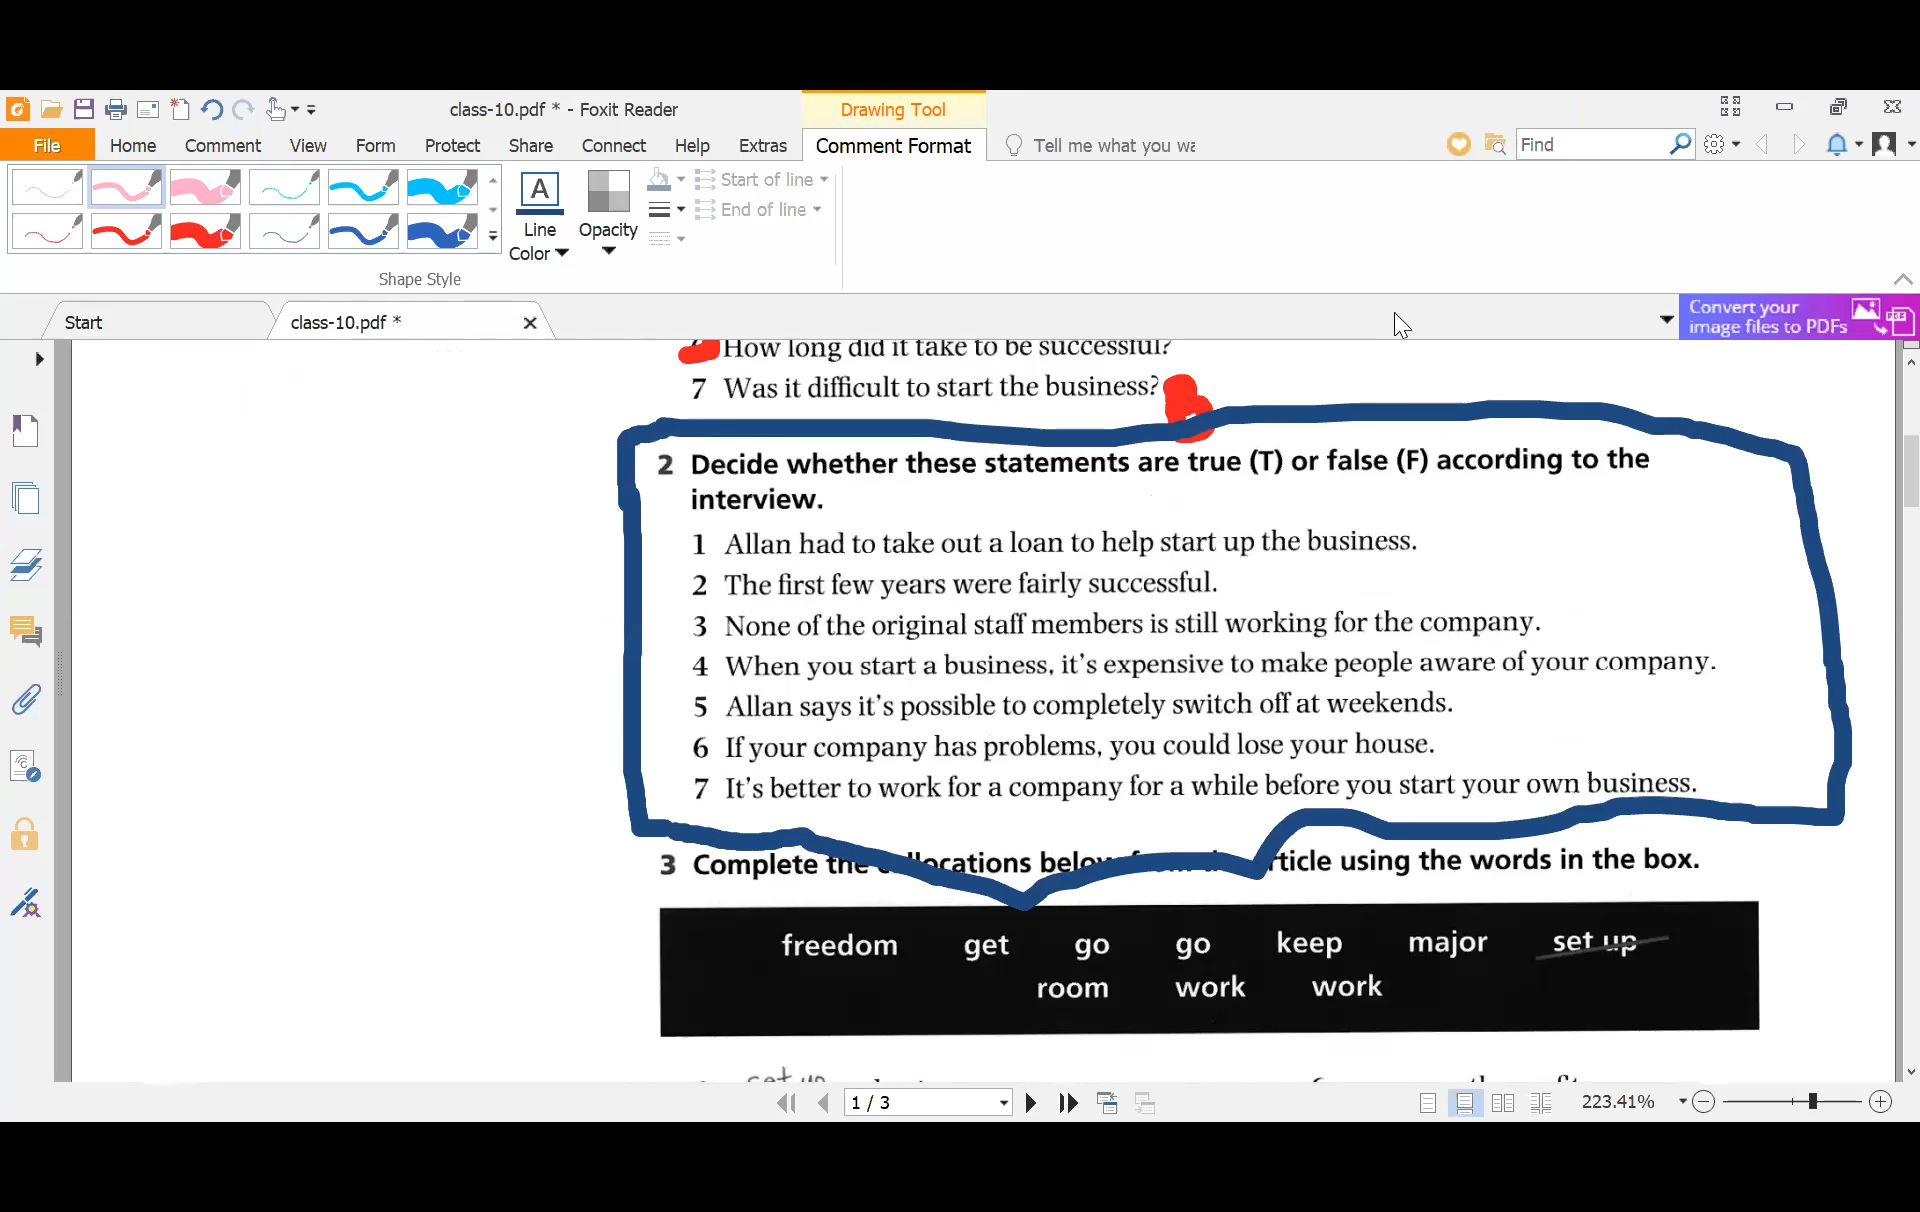 class-10.pdf * - Foxit Reader
Drawing Tool
File Home Comment View Form Protect Share Connect Help Extras Comment Format Tell me what you wa Find
A
Start of line
End of line
Line Color
Opacity
Shape Style
Start
class-10.pdf *
Convert your
image files to PDFs
How long did it take to be successful?
7 Was it difficult to start the business?
2 Decide whether these statements are true (T) or false (F) according to the
interview.
1 Allan had to take out a loan to help start up the business.
2 The first few years were fairly successful.
3 None of the original staff members is still working for the company.
4 When you start a business, it's expensive to make people aware of your company.
5 Allan says it's possible to completely switch off at weekends.
6 If your company has problems, you could lose your house.
7 It's better to work for a company for a while before you start your own business.
3 Complete the collocations below from the article using the words in the box.
freedom get go go keep major set up
room work work
set up
1 / 3
223.41%